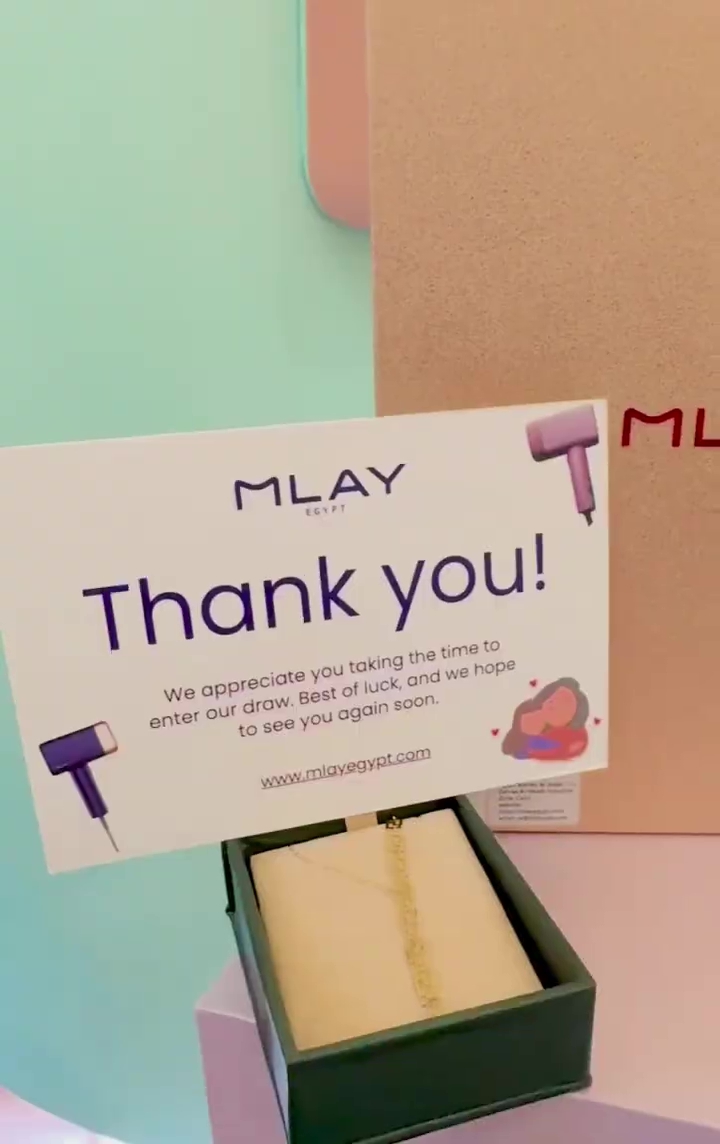 MLAY
EGYPT
Thank you!
We appreciate you taking the time to
enter our draw. Best of luck, and we hope
to see you again soon.
www.mlayegypt.com
ML